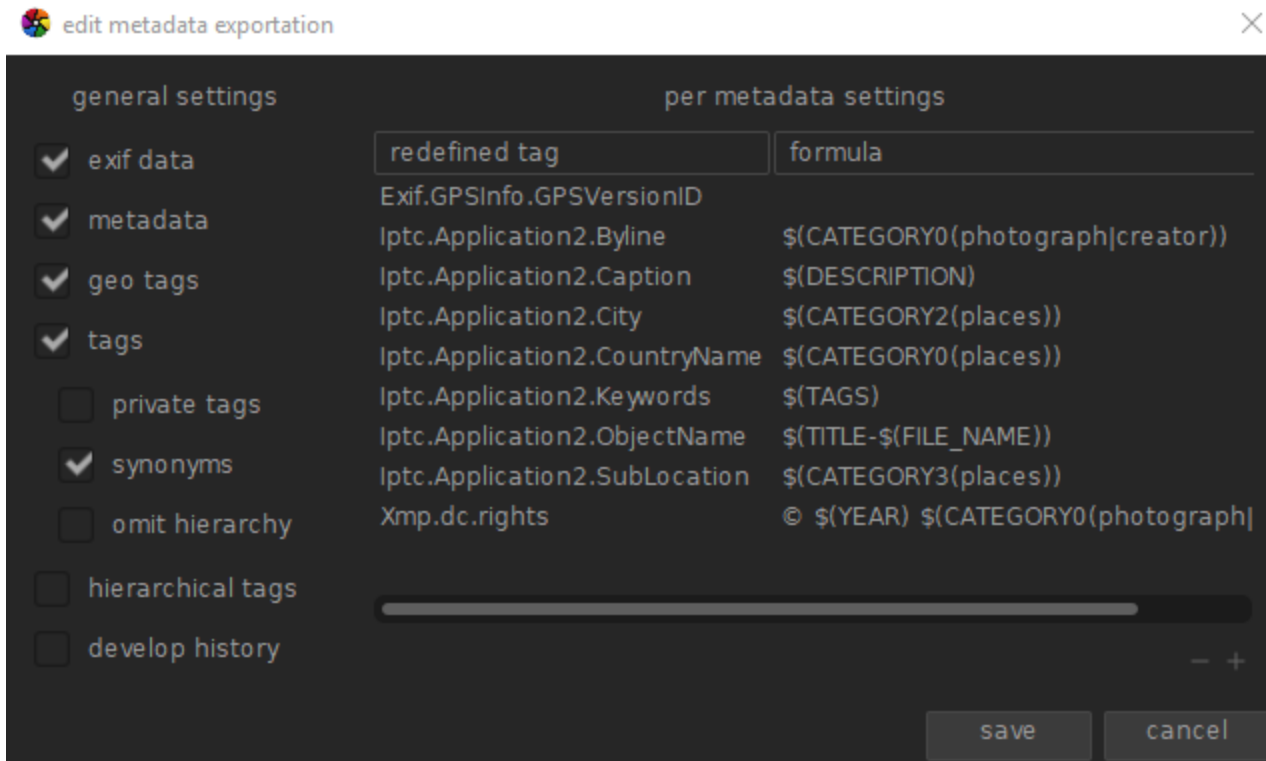 edit metadata exportation
general settings
exif data
metadata
geo tags
tags
private tags
synonyms
omit hierarchy
hierarchical tags
develop history
per metadata settings
redefined tag formula
Exif.GPSInfo.GPSVersionID
Iptc.Application2.Byline $(CATEGORY0(photograph|creator))
Iptc.Application2.Caption $(DESCRIPTION)
Iptc.Application2.City $(CATEGORY2(places))
Iptc.Application2.CountryName $(CATEGORY0(places))
Iptc.Application2.Keywords $(TAGS)
Iptc.Application2.ObjectName $(TITLE-$(FILE_NAME))
Iptc.Application2.SubLocation $(CATEGORY3(places))
Xmp.dc.rights © $(YEAR) $(CATEGORY0(photograph|
save cancel